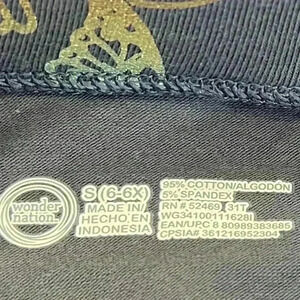 wonder
nation.
S (6-6X)
MADE IN/
HECHO EN
INDONESIA
95% COTTON/ALGODÓN
5% SPANDEX
RN # 52469 31T
WG34100111628I
EAN/UPC 8 80989383685
CPSIA# 361216952304